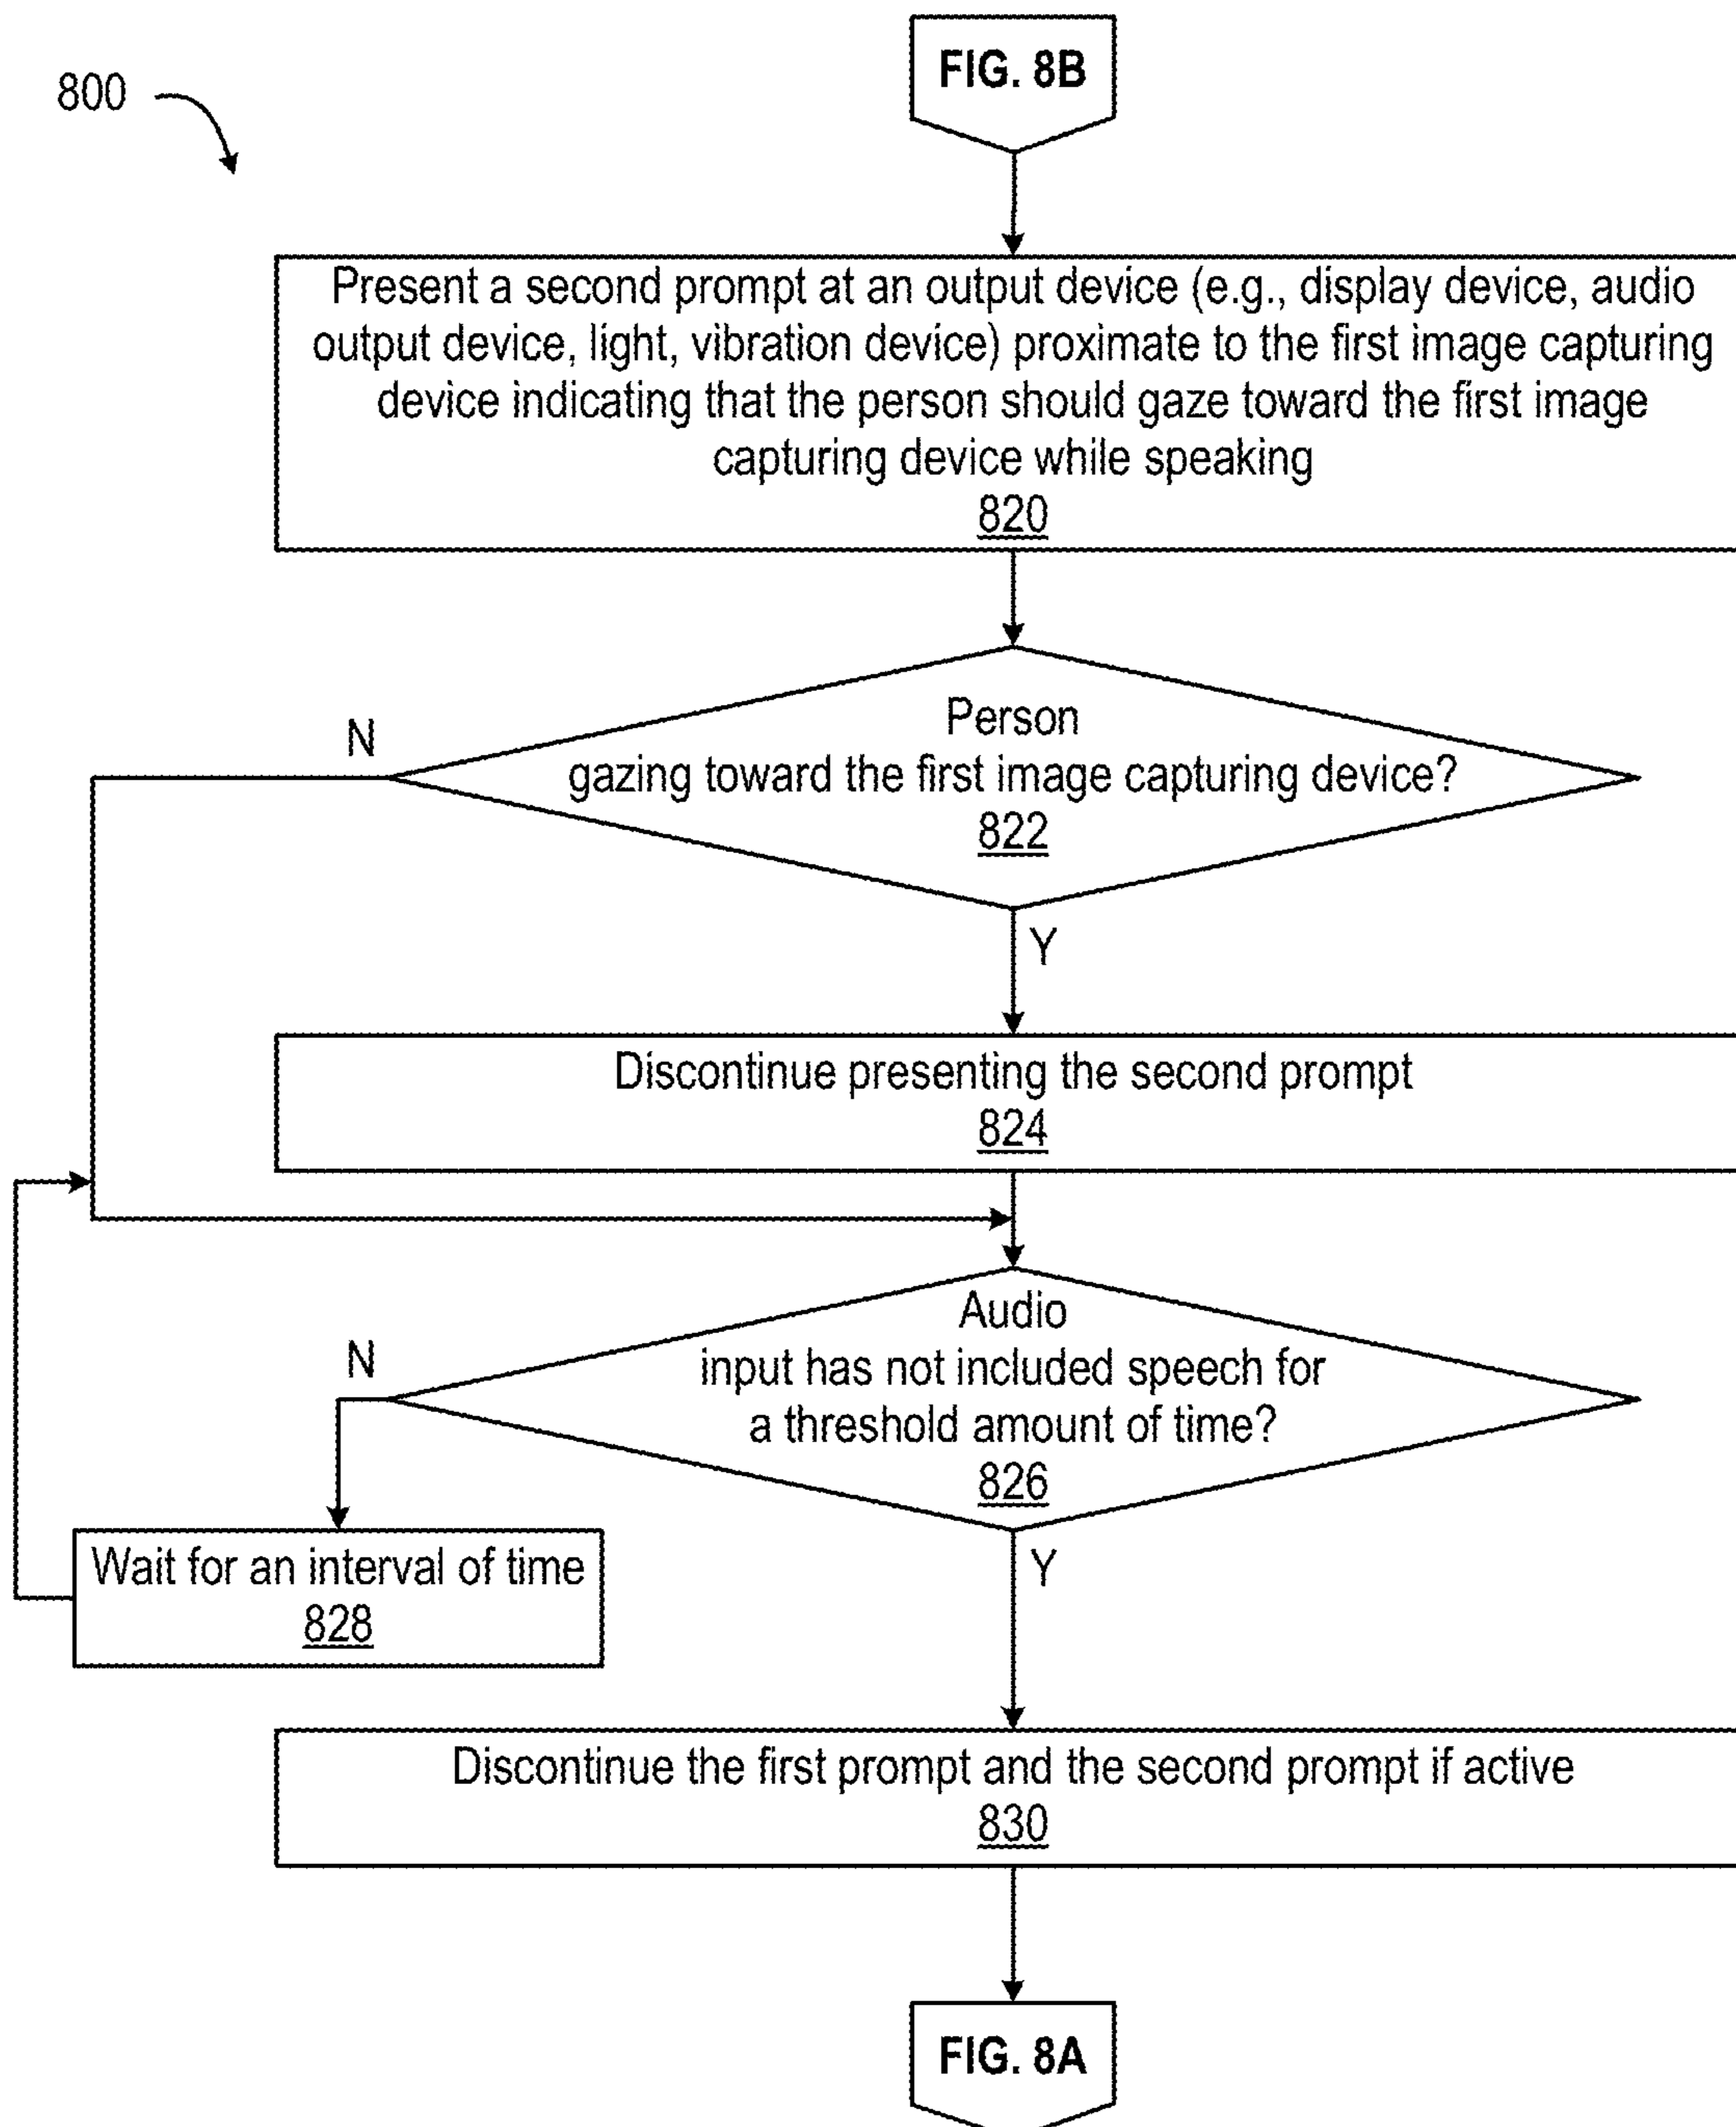 FIG. 8B
800
Present a second prompt at an output device (e.g., display device, audio
output device, light, vibration device) proximate to the first image capturing
device indicating that the person should gaze toward the first image
capturing device while speaking
820
Person
gazing toward the first image capturing device?
822
N
Y
Discontinue presenting the second prompt
824
Audio
input has not included speech for
a threshold amount of time?
826
N
Y
Wait for an interval of time
828
Discontinue the first prompt and the second prompt if active
830
FIG. 8A